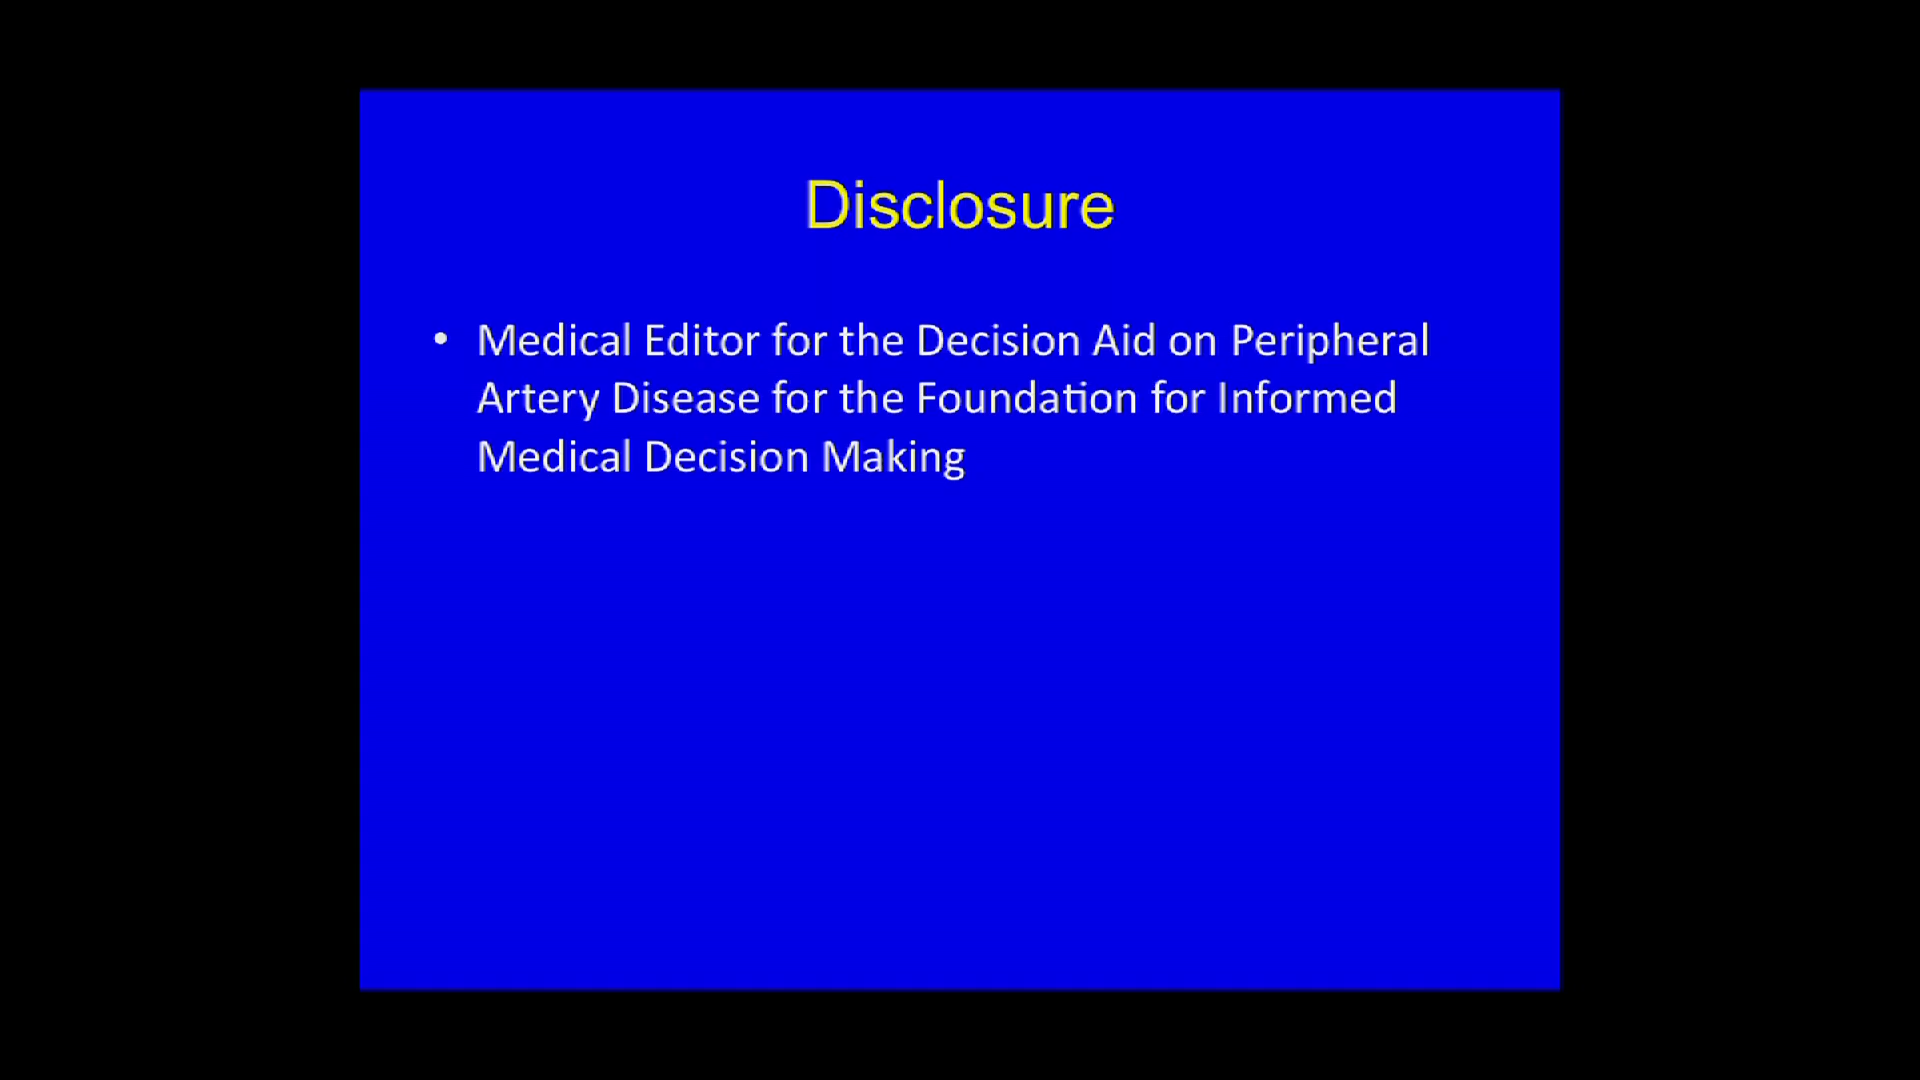 Disclosure
• Medical Editor for the Decision Aid on Peripheral
Artery Disease for the Foundation for Informed
Medical Decision Making